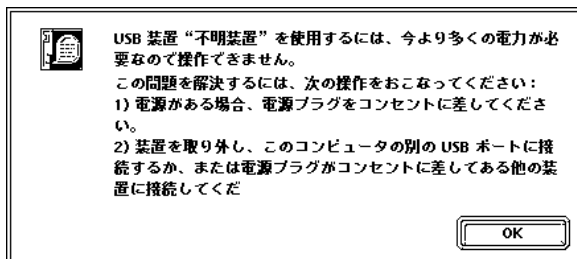 USB 装置“不明装置”を使用するには、今より多くの電力が必
要なので操作できません。
この問題を解決するには、次の操作をおこなってください：
1) 電源がある場合、電源プラグをコンセントに差してくださ
い。
2) 装置を取り外し、このコンピュータの別の USB ポートに接
続するか、または電源プラグがコンセントに差してある他の装
置に接続してくだ
OK